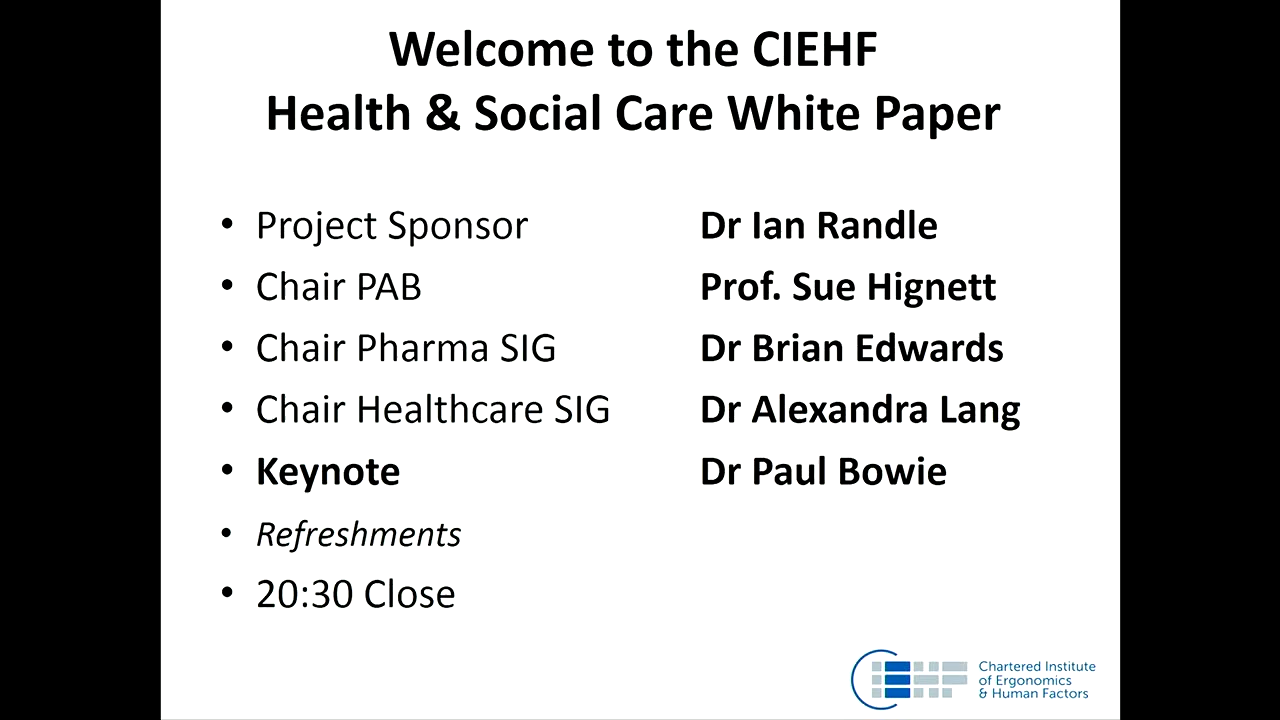 Welcome to the CIEHF
Health & Social Care White Paper
• Project Sponsor Dr Ian Randle
• Chair PAB Prof. Sue Hignett
• Chair Pharma SIG Dr Brian Edwards
• Chair Healthcare SIG Dr Alexandra Lang
• Keynote Dr Paul Bowie
• Refreshments
• 20:30 Close
Chartered Institute
of Ergonomics
& Human Factors